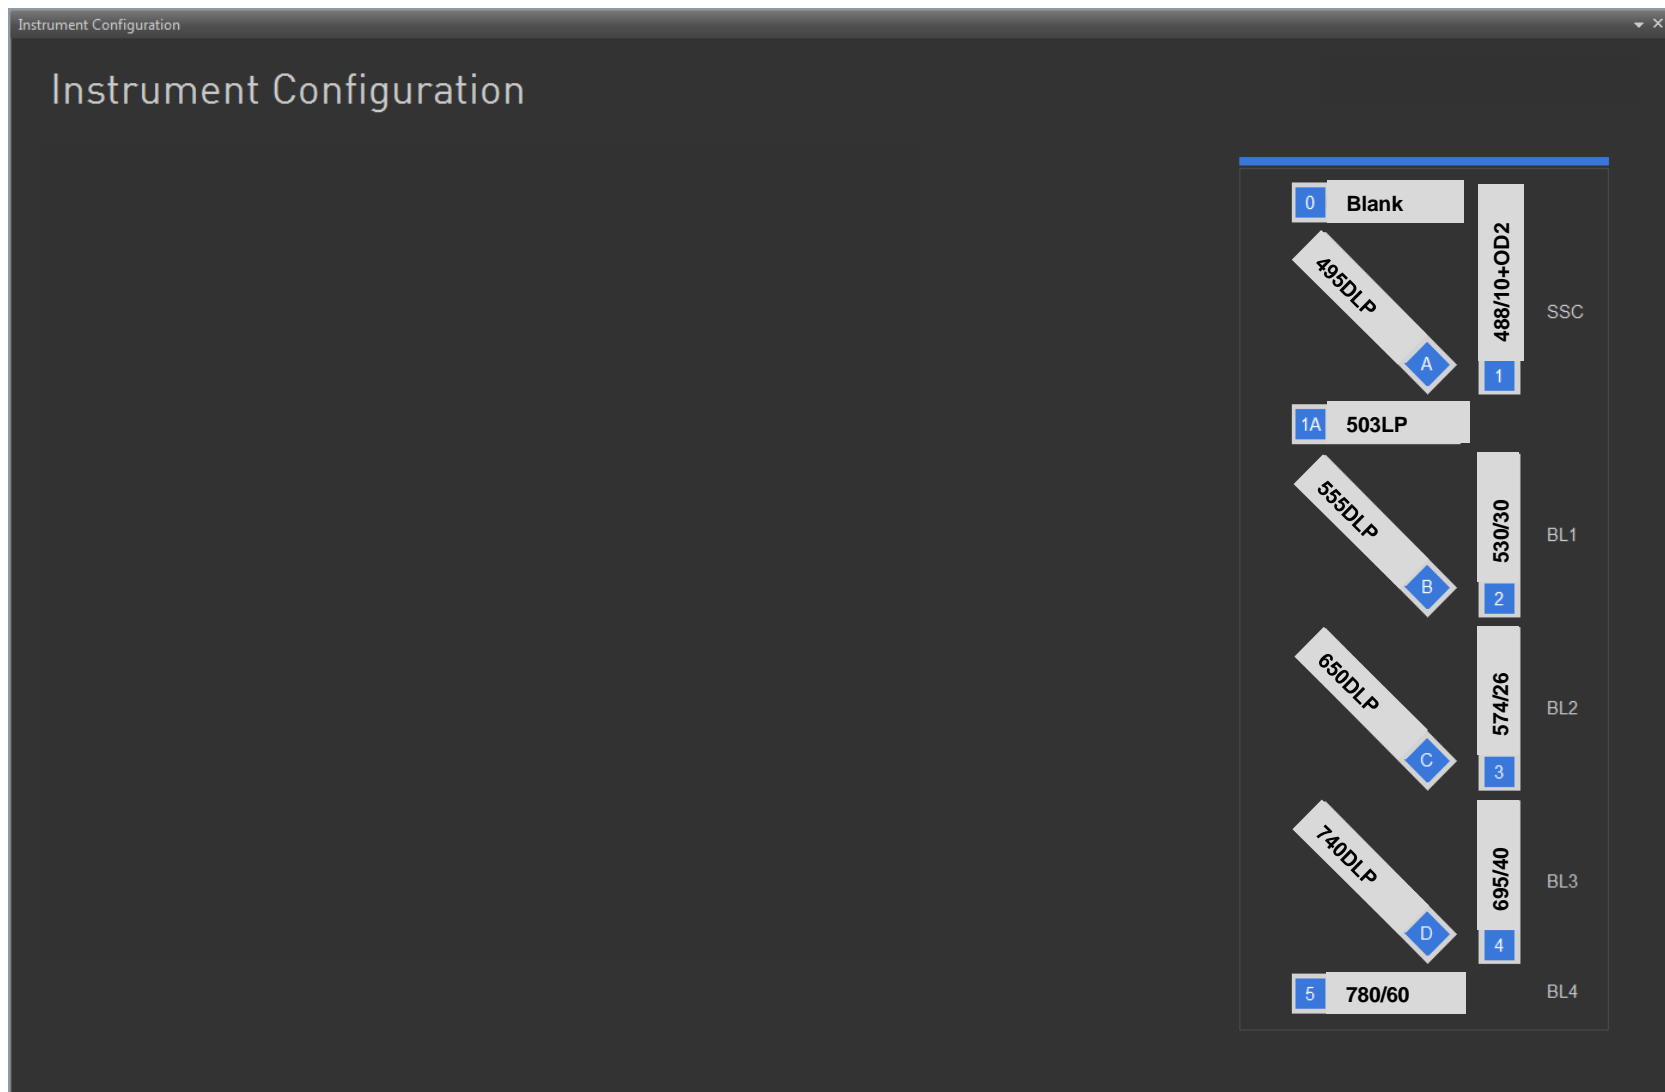 Instrument Configuration
Instrument Configuration
0 Blank
495DLP
A
488/10+OD2
1
SSC
1A 503LP
555DLP
B
530/30
2
BL1
650DLP
C
574/26
3
BL2
740DLP
D
695/40
4
BL3
5 780/60
BL4